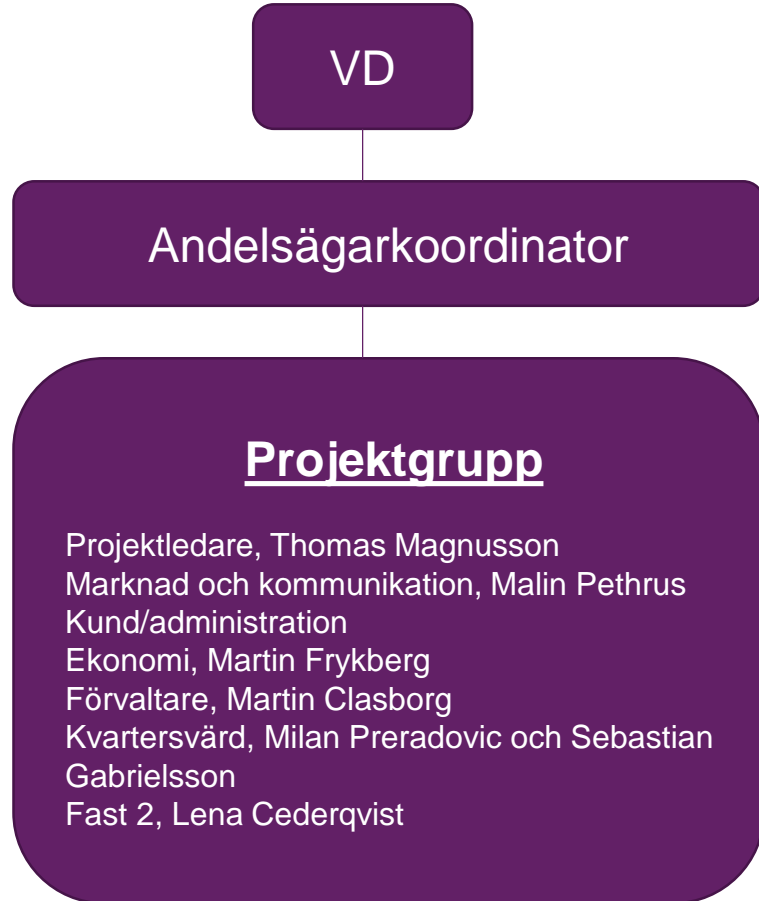 VD
Andelsägarkoordinator
Projektgrupp
Projektledare, Thomas Magnusson
Marknad och kommunikation, Malin Pethrus
Kund/administration
Ekonomi, Martin Frykberg
Förvaltare, Martin Clasborg
Kvartersvärd, Milan Preradovic och Sebastian
Gabrielsson
Fast 2, Lena Cederqvist